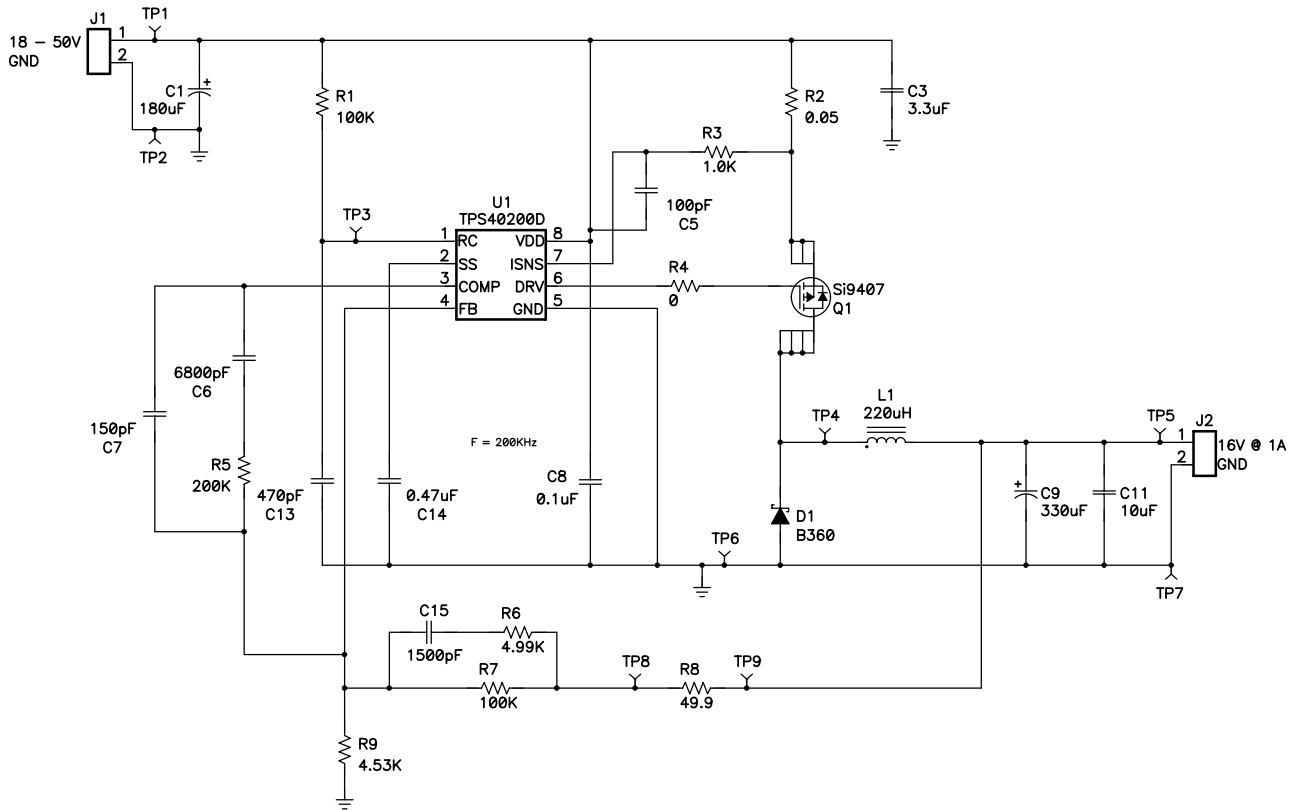 J1
TP1
18 – 50V
GND
1
2
C1
180uF
TP2
R1
100K
R2
0.05
C3
3.3uF
R3
1.0K
100pF
C5
U1
TPS40200D
TP3
1 RC VDD 8
2 SS ISNS 7
3 COMP DRV 6
4 FB GND 5
R4
0
Si9407
Q1
6800pF
C6
150pF
C7
R5
200K
F = 200KHz
470pF
C13
0.47uF
C14
C8
0.1uF
TP4
L1
220uH
TP5
J2
1
2
16V @ 1A
GND
D1
B360
C9
330uF
C11
10uF
TP6
TP7
C15
1500pF
R6
4.99K
R7
100K
TP8
R8
49.9
TP9
R9
4.53K